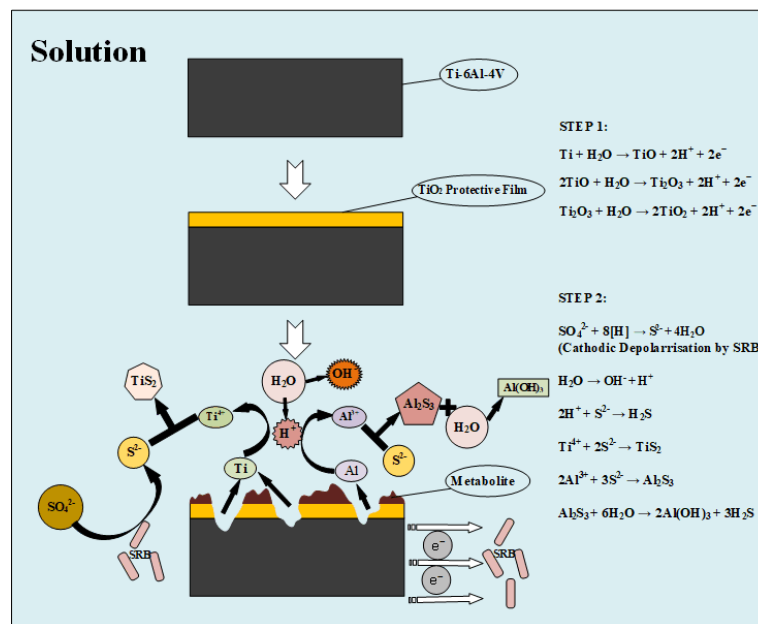 Solution
Ti-6Al-4V
STEP 1:
Ti + H₂O → TiO + 2H⁺ + 2e⁻
TiO₂ Protective Film
2TiO + H₂O → Ti₂O₃ + 2H⁺ + 2e⁻
Ti₂O₃ + H₂O → 2TiO₂ + 2H⁺ + 2e⁻
STEP 2:
SO₄²⁻ + 8[H] → S²⁻ + 4H₂O
(Cathodic Depolarrisation by SRB
H₂O → OH⁻ + H⁺
2H⁺ + S²⁻ → H₂S
Ti⁴⁺ + 2S²⁻ → TiS₂
2Al³⁺ + 3S²⁻ → Al₂S₃
Al₂S₃ + 6H₂O → 2Al(OH)₃ + 3H₂S
TiS₂
H₂O
OH⁻
Al(OH)₃
Al₂S₃
Ti⁴⁺
H⁺
Al³⁺
H₂O
S²⁻
S²⁻
Ti
Al
Metabolite
SO₄²⁻
SRB
e⁻
SRB
e⁻